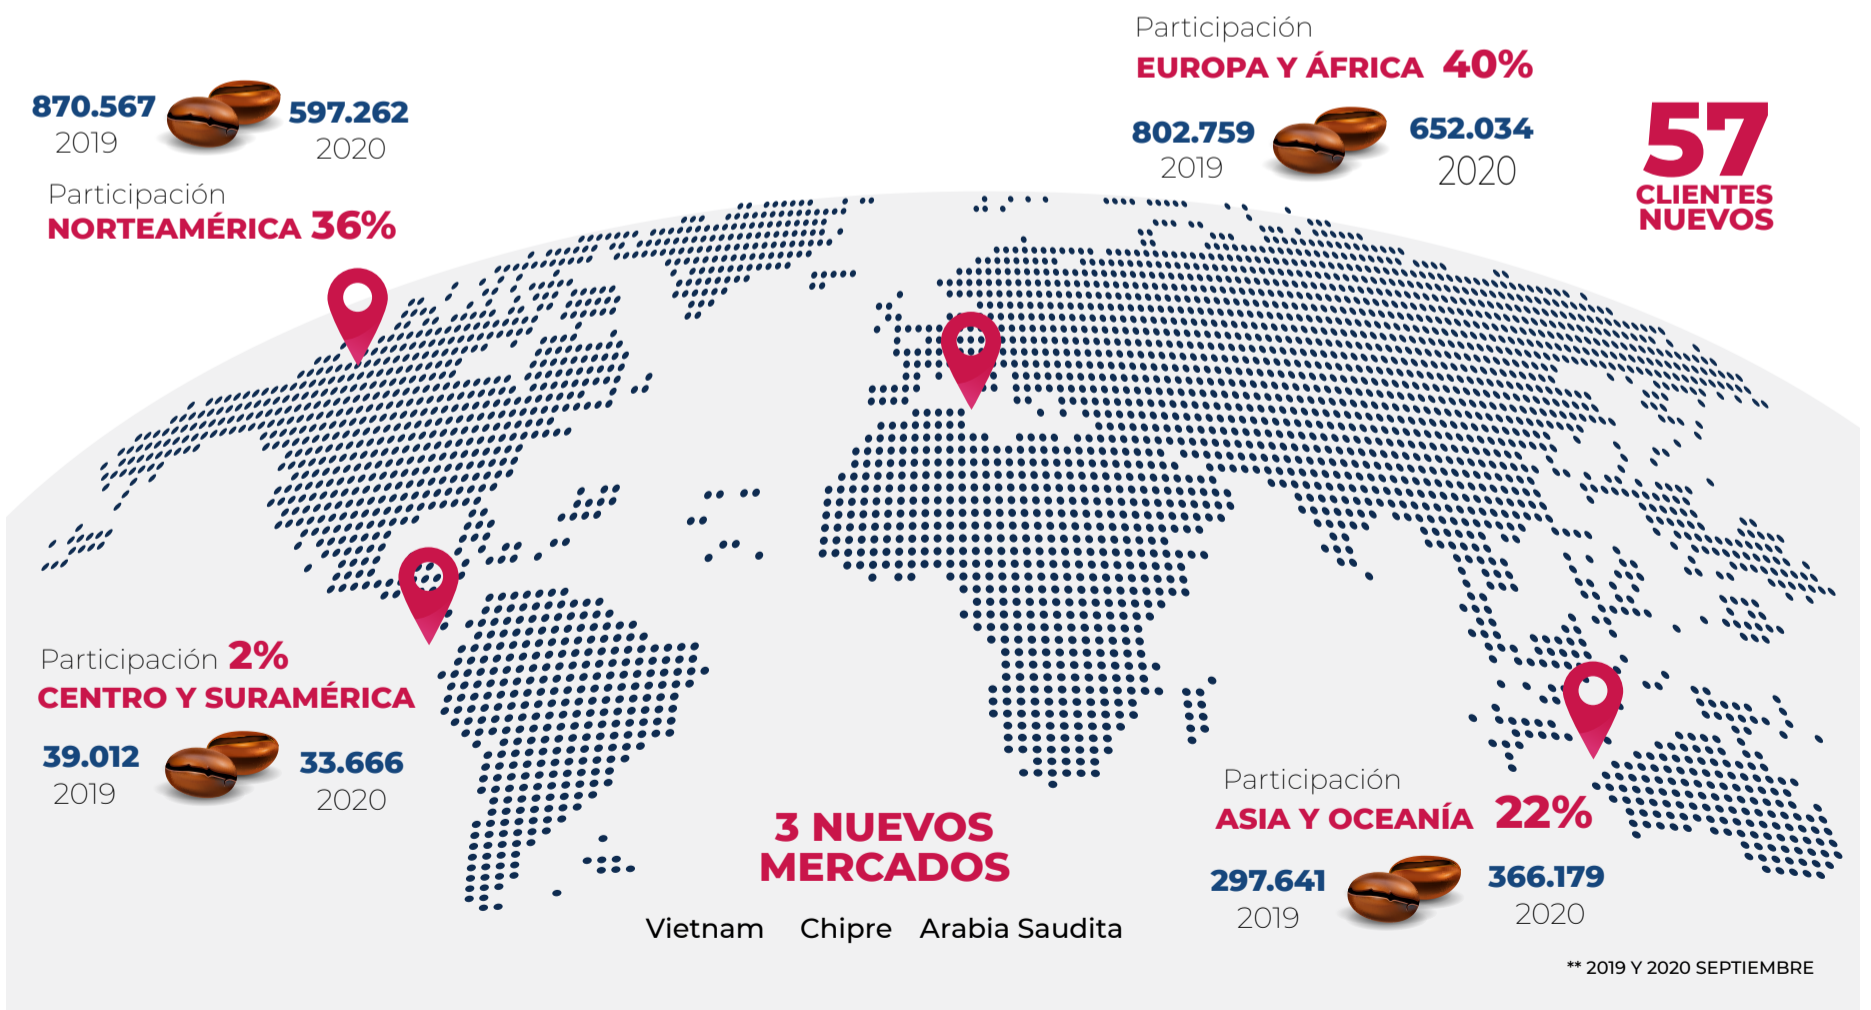 870.567
2019
597.262
2020
Participación
NORTEAMÉRICA 36%
Participación
EUROPA Y ÁFRICA 40%
802.759
2019
652.034
2020
57
CLIENTES
NUEVOS
Participación 2%
CENTRO Y SURAMÉRICA
39.012
2019
33.666
2020
3 NUEVOS
MERCADOS
Vietnam Chipre Arabia Saudita
Participación
ASIA Y OCEANÍA 22%
297.641
2019
366.179
2020
** 2019 Y 2020 SEPTIEMBRE